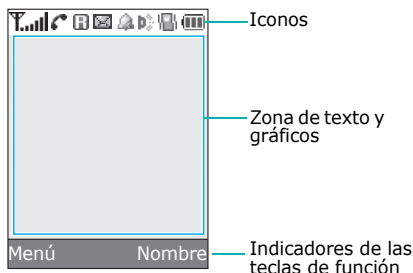 Iconos
Zona de texto y
gráficos
Menú Nombre
Indicadores de las
teclas de función